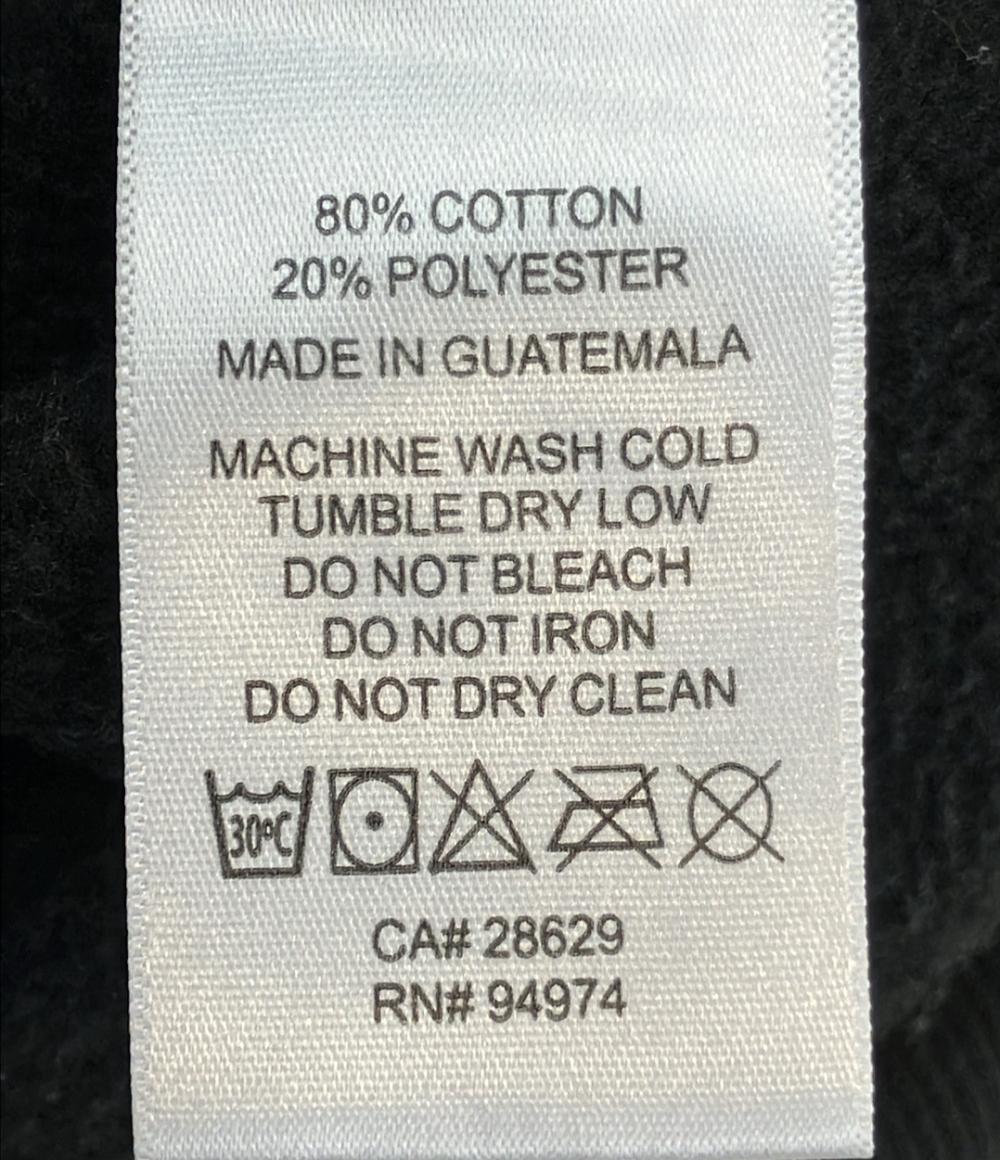 80% COTTON
20% POLYESTER
MADE IN GUATEMALA
MACHINE WASH COLD
TUMBLE DRY LOW
DO NOT BLEACH
DO NOT IRON
DO NOT DRY CLEAN
30ºC
CA# 28629
RN# 94974